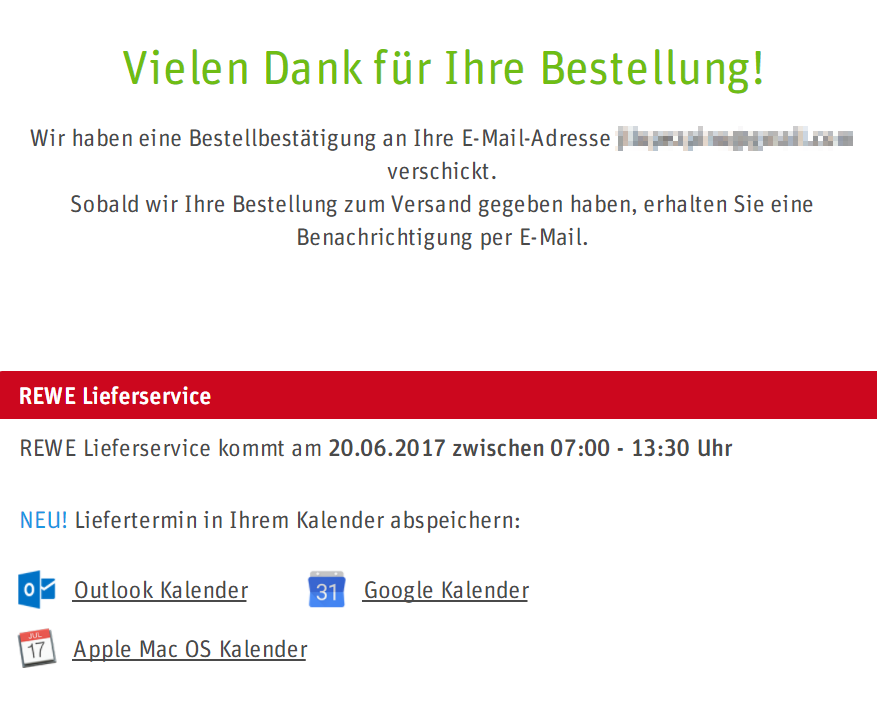 Vielen Dank für Ihre Bestellung!
Wir haben eine Bestellbestätigung an Ihre E-Mail-Adresse
verschickt.
Sobald wir Ihre Bestellung zum Versand gegeben haben, erhalten Sie eine
Benachrichtigung per E-Mail.
REWE Lieferservice
REWE Lieferservice kommt am 20.06.2017 zwischen 07:00 - 13:30 Uhr
NEU! Liefertermin in Ihrem Kalender abspeichern:
Outlook Kalender 31 Google Kalender
JUL
17 Apple Mac OS Kalender